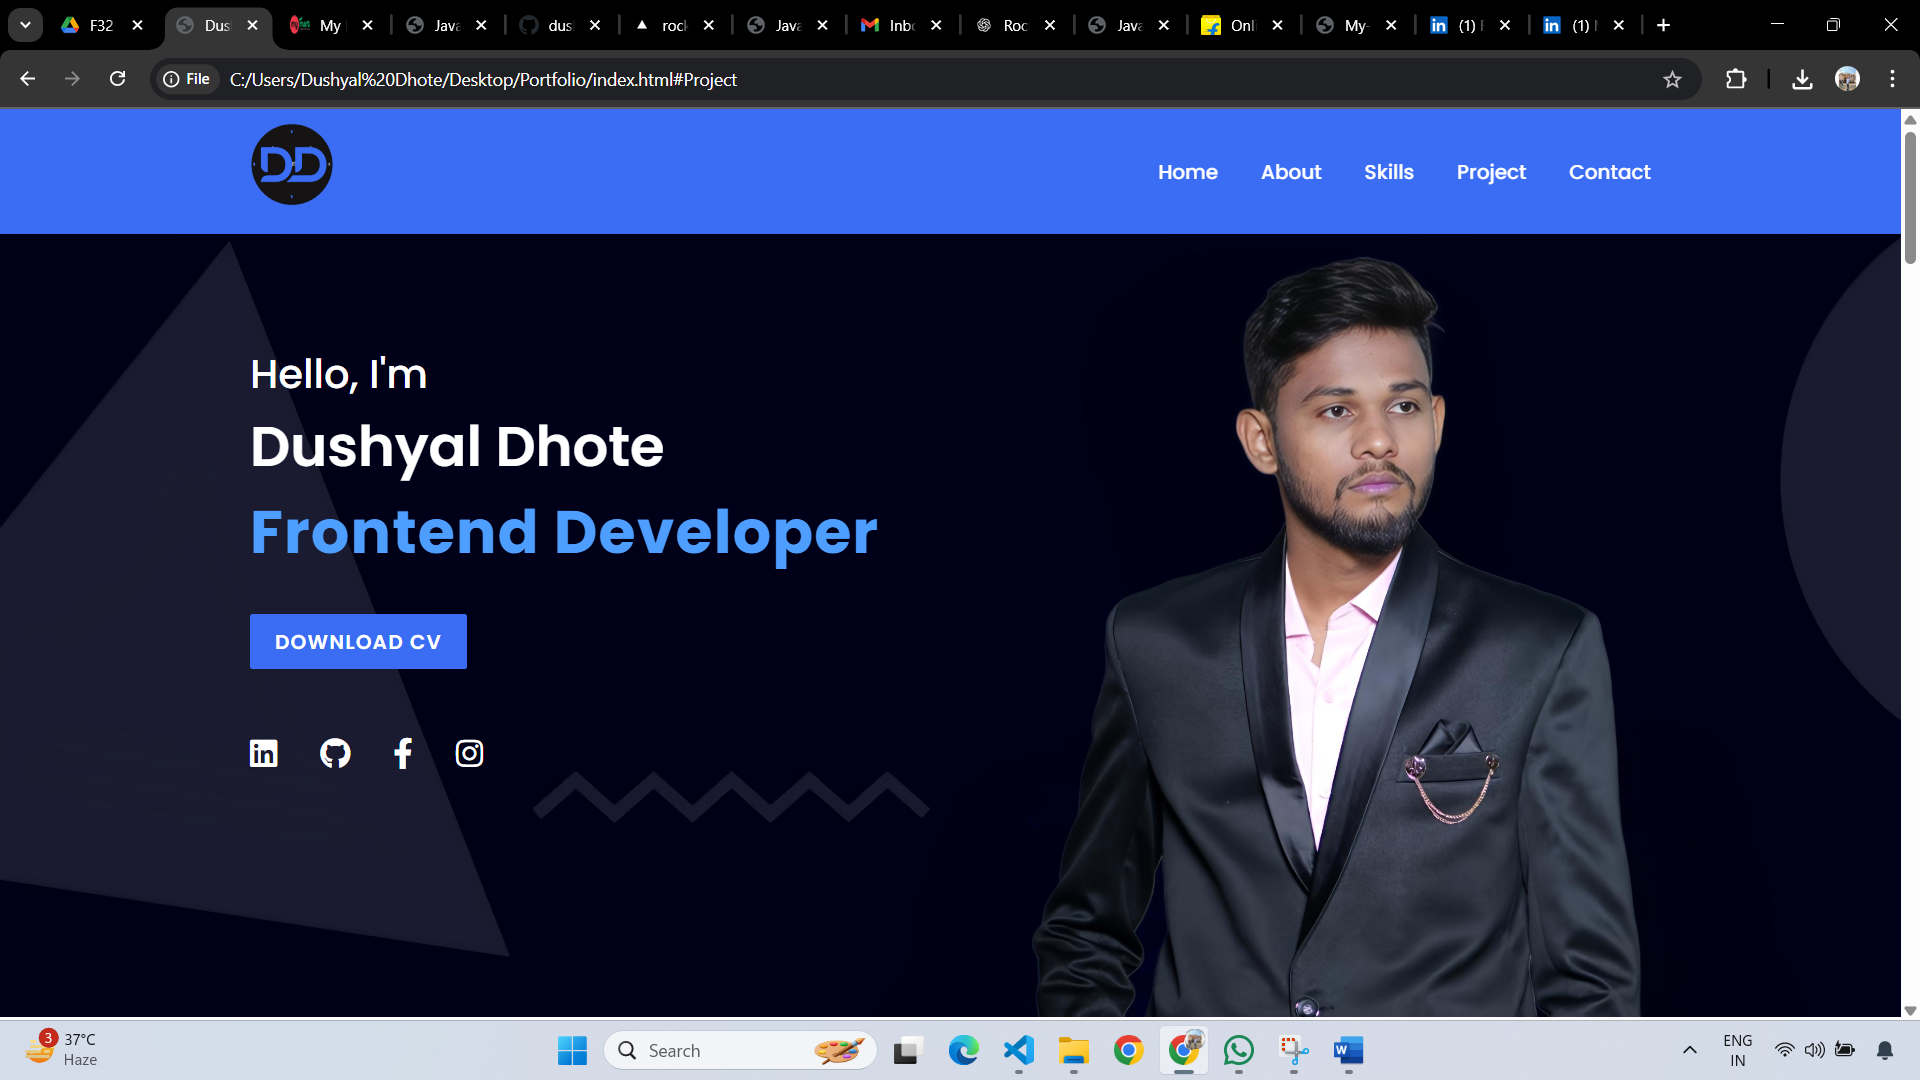 F32
Dus
My
Java
dus
rock
Java
Inbo
Roc
Java
Onli
My-
(1)
(1)
File
C:/Users/Dushyal%20Dhote/Desktop/Portfolio/index.html#Project
DD
Home
About
Skills
Project
Contact
Hello, I'm
Dushyal Dhote
Frontend Developer
DOWNLOAD CV
3
37°C
Haze
Search
ENG
IN